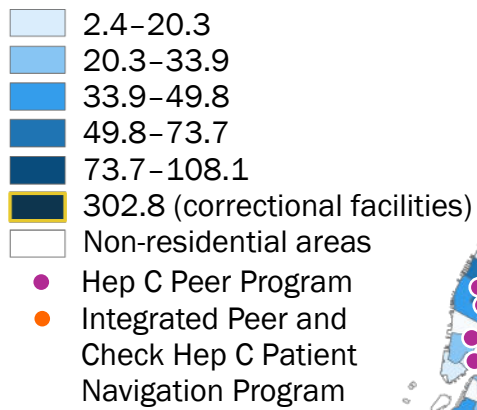 2.4–20.3
20.3–33.9
33.9–49.8
49.8–73.7
73.7–108.1
302.8 (correctional facilities)
Non-residential areas
Hep C Peer Program
Integrated Peer and
Check Hep C Patient
Navigation Program